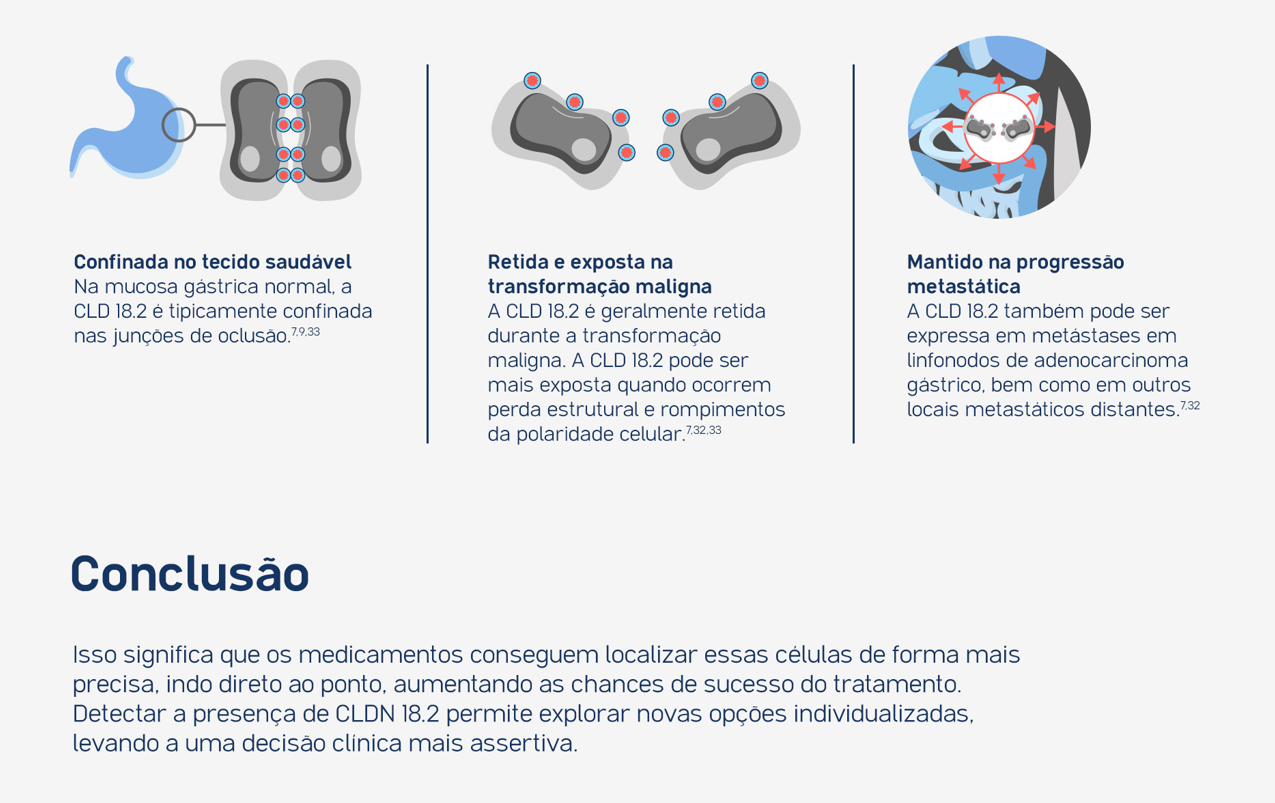 Confinada no tecido saudável
Na mucosa gástrica normal, a
CLD 18.2 é tipicamente confinada
nas junções de oclusão.7,9,33
Retida e exposta na
transformação maligna
A CLD 18.2 é geralmente retida
durante a transformação
maligna. A CLD 18.2 pode ser
mais exposta quando ocorrem
perda estrutural e rompimentos
da polaridade celular.7,32,33
Mantido na progressão
metastática
A CLD 18.2 também pode ser
expressa em metástases em
linfonodos de adenocarcinoma
gástrico, bem como em outros
locais metastáticos distantes.7,32
Conclusão
Isso significa que os medicamentos conseguem localizar essas células de forma mais
precisa, indo direto ao ponto, aumentando as chances de sucesso do tratamento.
Detectar a presença de CLDN 18.2 permite explorar novas opções individualizadas,
levando a uma decisão clínica mais assertiva.